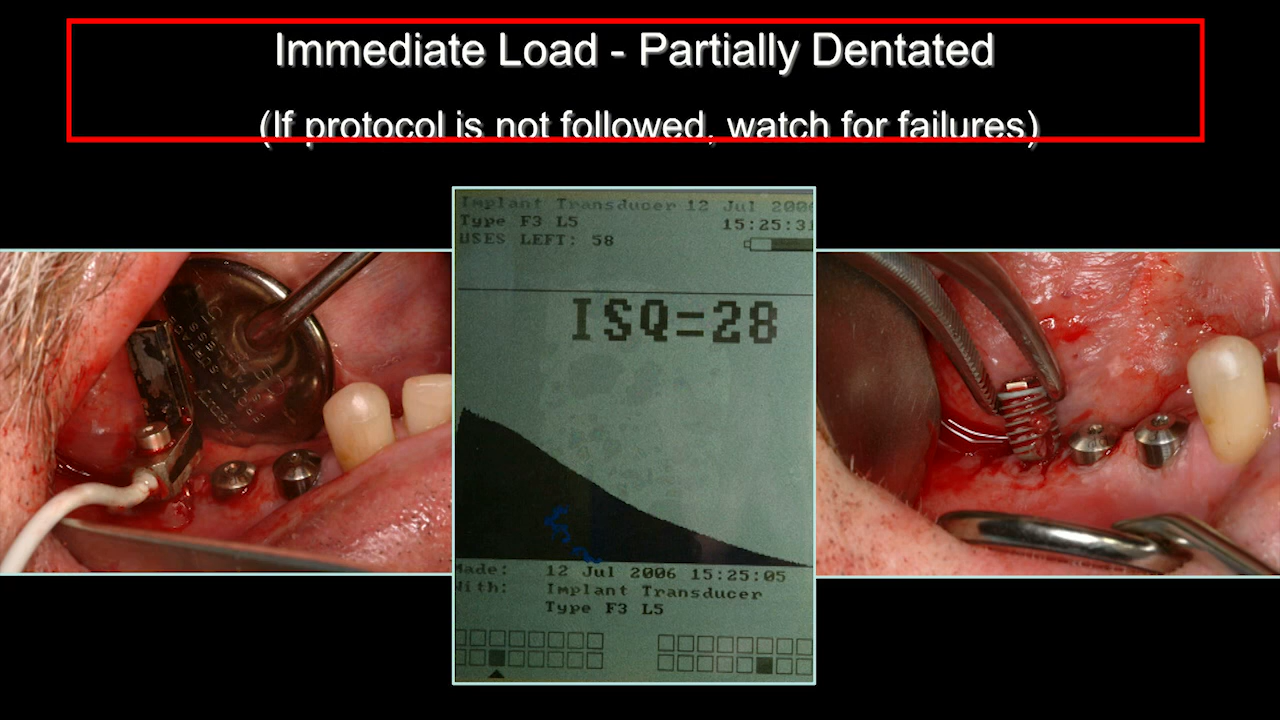 Immediate Load - Partially Dentated
(If protocol is not followed, watch for failures)
Implant Transducer 12 Jul 2006
Type F3 L5 15:25:31
USES LEFT: 58
ISQ=28
Made: 12 Jul 2006 15:25:05
With: Implant Transducer
Type F3 L5